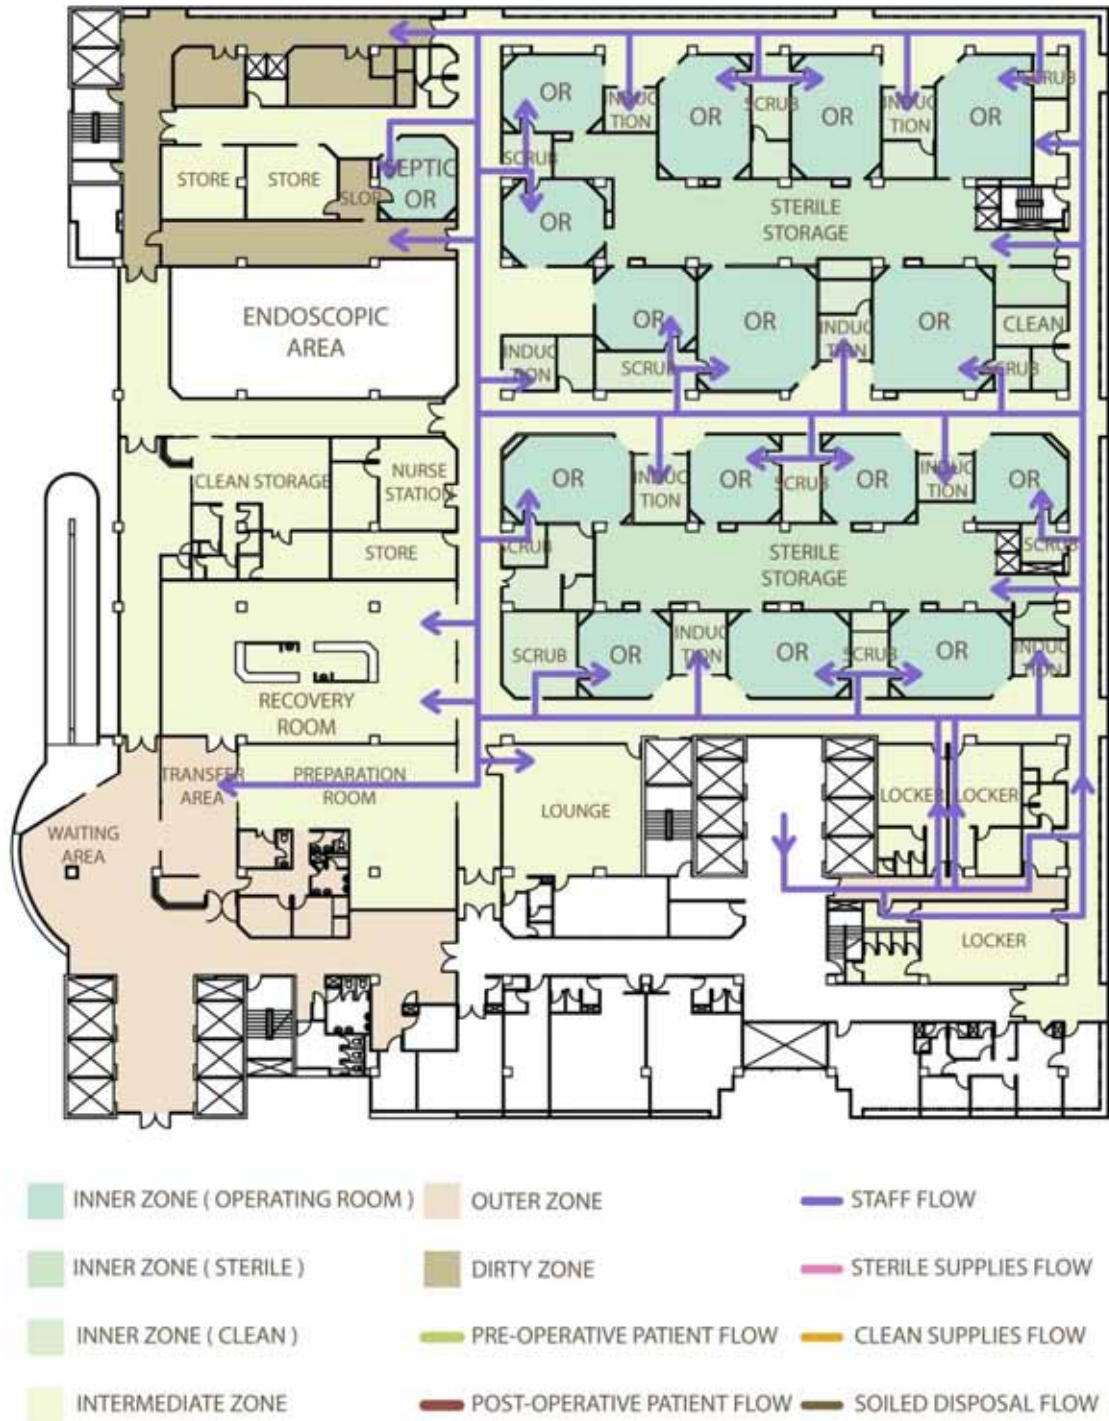 OR
INDUC
TION
OR
SCRUB
OR
INDUC
TION
OR
SCRUB
SCRUB
STORE
STORE
SLOP
SEPTIC
OR
OR
STERILE
STORAGE
ENDOSCOPIC
AREA
OR
OR
INDUC
TION
OR
CLEAN
INDUC
TION
SCRUB
SCRUB
CLEAN STORAGE
NURSE
STATION
OR
INDUC
TION
OR
SCRUB
OR
INDUC
TION
OR
STORE
SCRUB
STERILE
STORAGE
SCRUB
SCRUB
OR
INDUC
TION
OR
SCRUB
OR
INDUC
TION
RECOVERY
ROOM
TRANSFER
AREA
PREPARATION
ROOM
WAITING
AREA
LOUNGE
LOCKER
LOCKER
LOCKER
INNER ZONE ( OPERATING ROOM )
OUTER ZONE
STAFF FLOW
INNER ZONE ( STERILE )
DIRTY ZONE
STERILE SUPPLIES FLOW
INNER ZONE ( CLEAN )
PRE-OPERATIVE PATIENT FLOW
CLEAN SUPPLIES FLOW
INTERMEDIATE ZONE
POST-OPERATIVE PATIENT FLOW
SOILED DISPOSAL FLOW